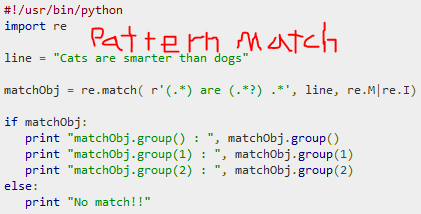 #!/usr/bin/python
import re
Pattern Match
line = "Cats are smarter than dogs"
matchObj = re.match( r'(.*) are (.*?) .*', line, re.M|re.I)
if matchObj:
   print "matchObj.group() : ", matchObj.group()
   print "matchObj.group(1) : ", matchObj.group(1)
   print "matchObj.group(2) : ", matchObj.group(2)
else:
   print "No match!!"